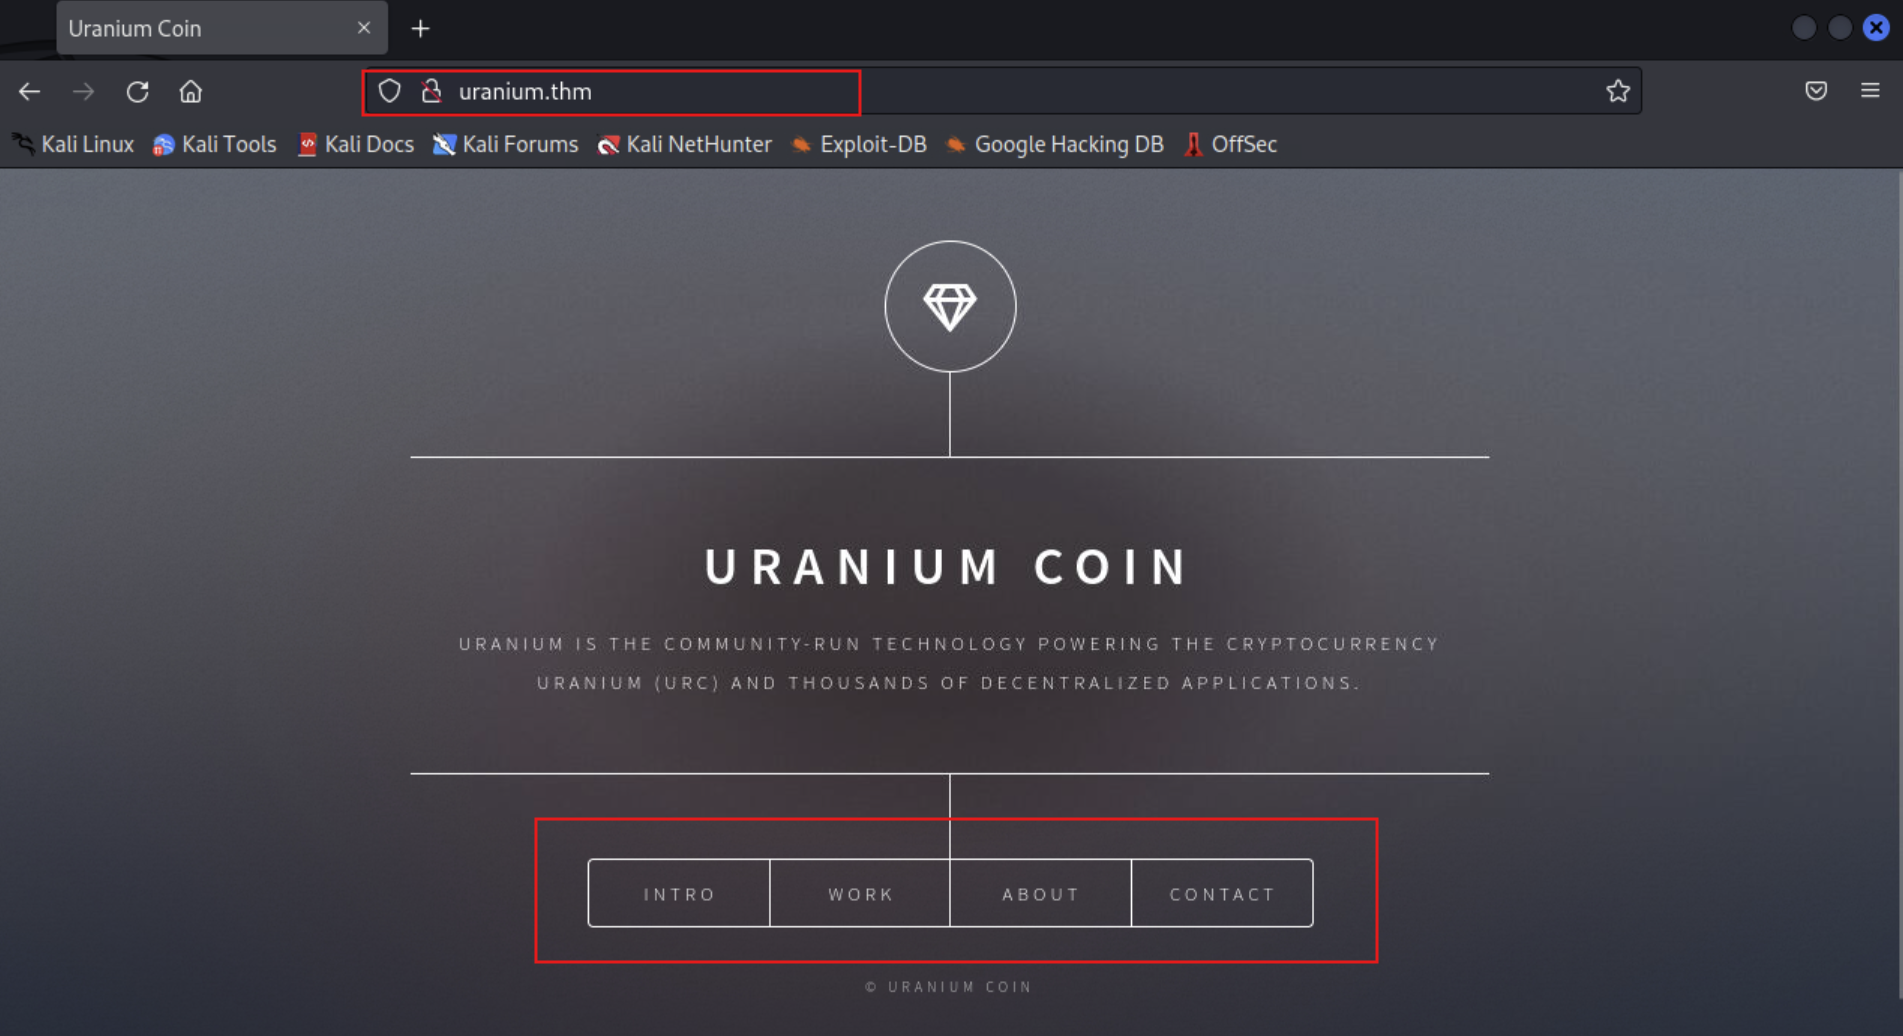 Uranium Coin
uranium.thm
Kali Linux Kali Tools Kali Docs Kali Forums Kali NetHunter Exploit-DB Google Hacking DB OffSec
URANIUM COIN
URANIUM IS THE COMMUNITY-RUN TECHNOLOGY POWERING THE CRYPTOCURRENCY
URANIUM (URC) AND THOUSANDS OF DECENTRALIZED APPLICATIONS.
INTRO WORK ABOUT CONTACT
© URANIUM COIN